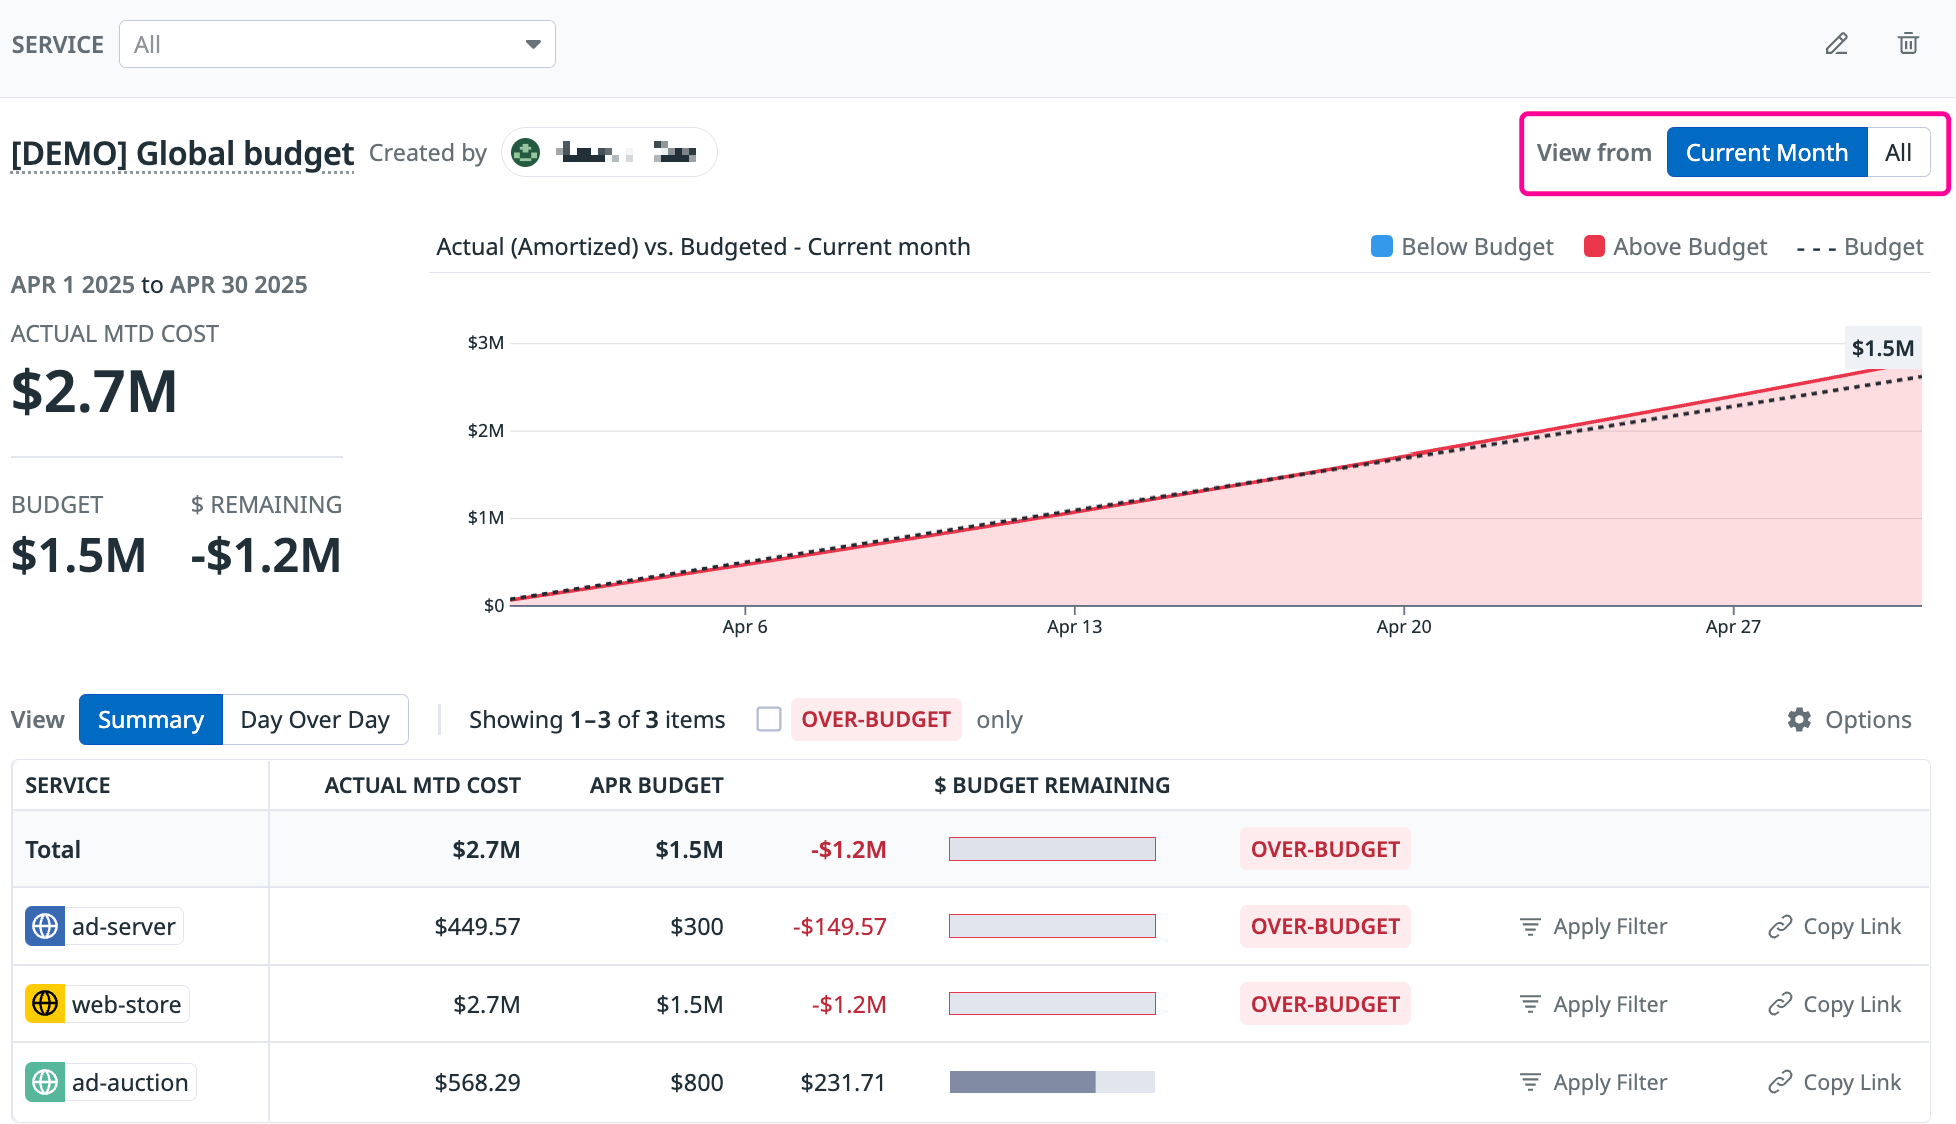 SERVICE All
[DEMO] Global budget Created by
View from Current Month All
Actual (Amortized) vs. Budgeted - Current month
Below Budget Above Budget --- Budget
APR 1 2025 to APR 30 2025
ACTUAL MTD COST
$2.7M
BUDGET $ REMAINING
$1.5M -$1.2M
$3M
$1.5M
$2M
$1M
$0
Apr 6 Apr 13 Apr 20 Apr 27
View Summary Day Over Day Showing 1–3 of 3 items OVER-BUDGET only Options
SERVICE ACTUAL MTD COST APR BUDGET $ BUDGET REMAINING
Total $2.7M $1.5M -$1.2M OVER-BUDGET
ad-server $449.57 $300 -$149.57 OVER-BUDGET Apply Filter Copy Link
web-store $2.7M $1.5M -$1.2M OVER-BUDGET Apply Filter Copy Link
ad-auction $568.29 $800 $231.71 Apply Filter Copy Link